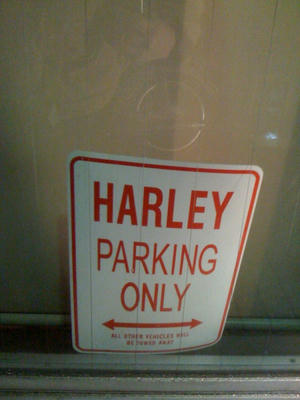 HARLEY
PARKING
ONLY
ALL OTHER VEHICLES WILL
BE TOWED AWAY